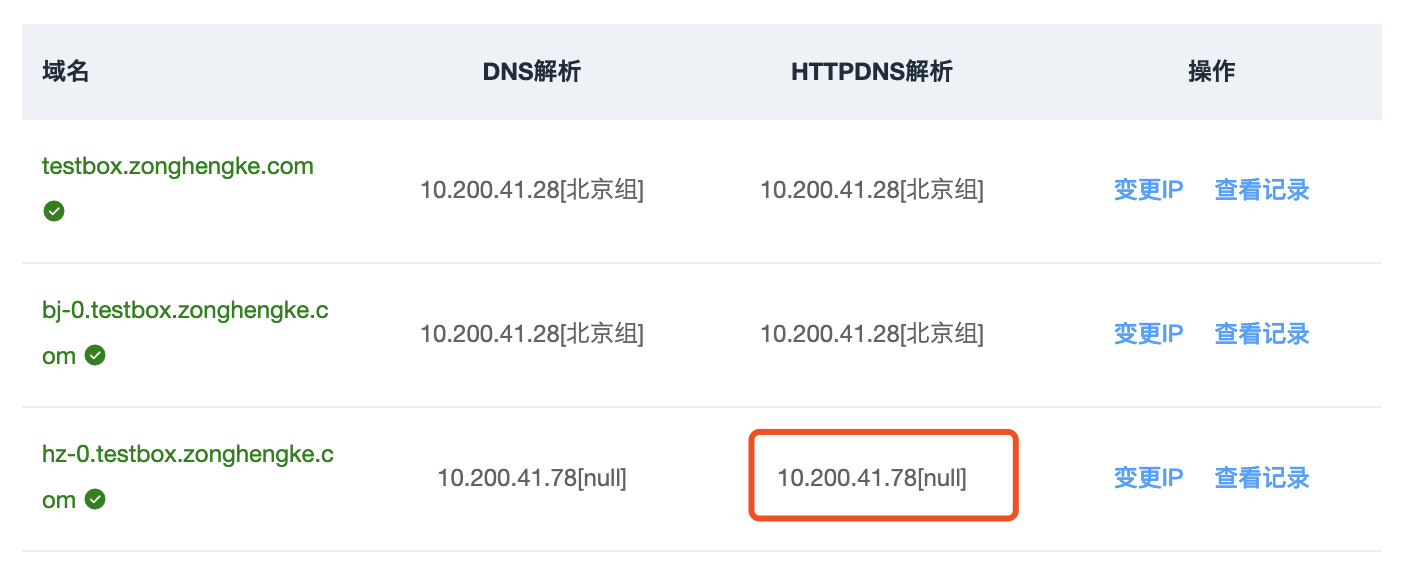 域名 DNS解析 HTTPDNS解析 操作
testbox.zonghengke.com
10.200.41.28[北京组] 10.200.41.28[北京组] 变更IP 查看记录
bj-0.testbox.zonghengke.c
om
10.200.41.28[北京组] 10.200.41.28[北京组] 变更IP 查看记录
hz-0.testbox.zonghengke.c
om
10.200.41.78[null] 10.200.41.78[null] 变更IP 查看记录